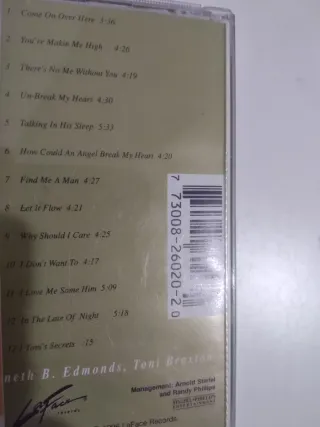 1 Come On Over Here 3:36
2 You're Makin Me High 4:26
3 There's No Me Without You 4:19
4 Un-Break My Heart 4:30
5 Talking In His Sleep 5:33
6 How Could An Angel Break My Heart 4:20
7 Find Me A Man 4:27
8 Let It Flow 4:21
9 Why Should I Care 4:25
10 I Don't Want To 4:17
11 I Love Me Some Him 5:09
12 In The Late Of Night 5:18
13 Toni's Secrets
7 73008-26020-2 0
neth B. Edmonds, Toni Braxton
Management: Arnold Stiefel
and Randy Phillips
LaFace
records
LaFace Records.